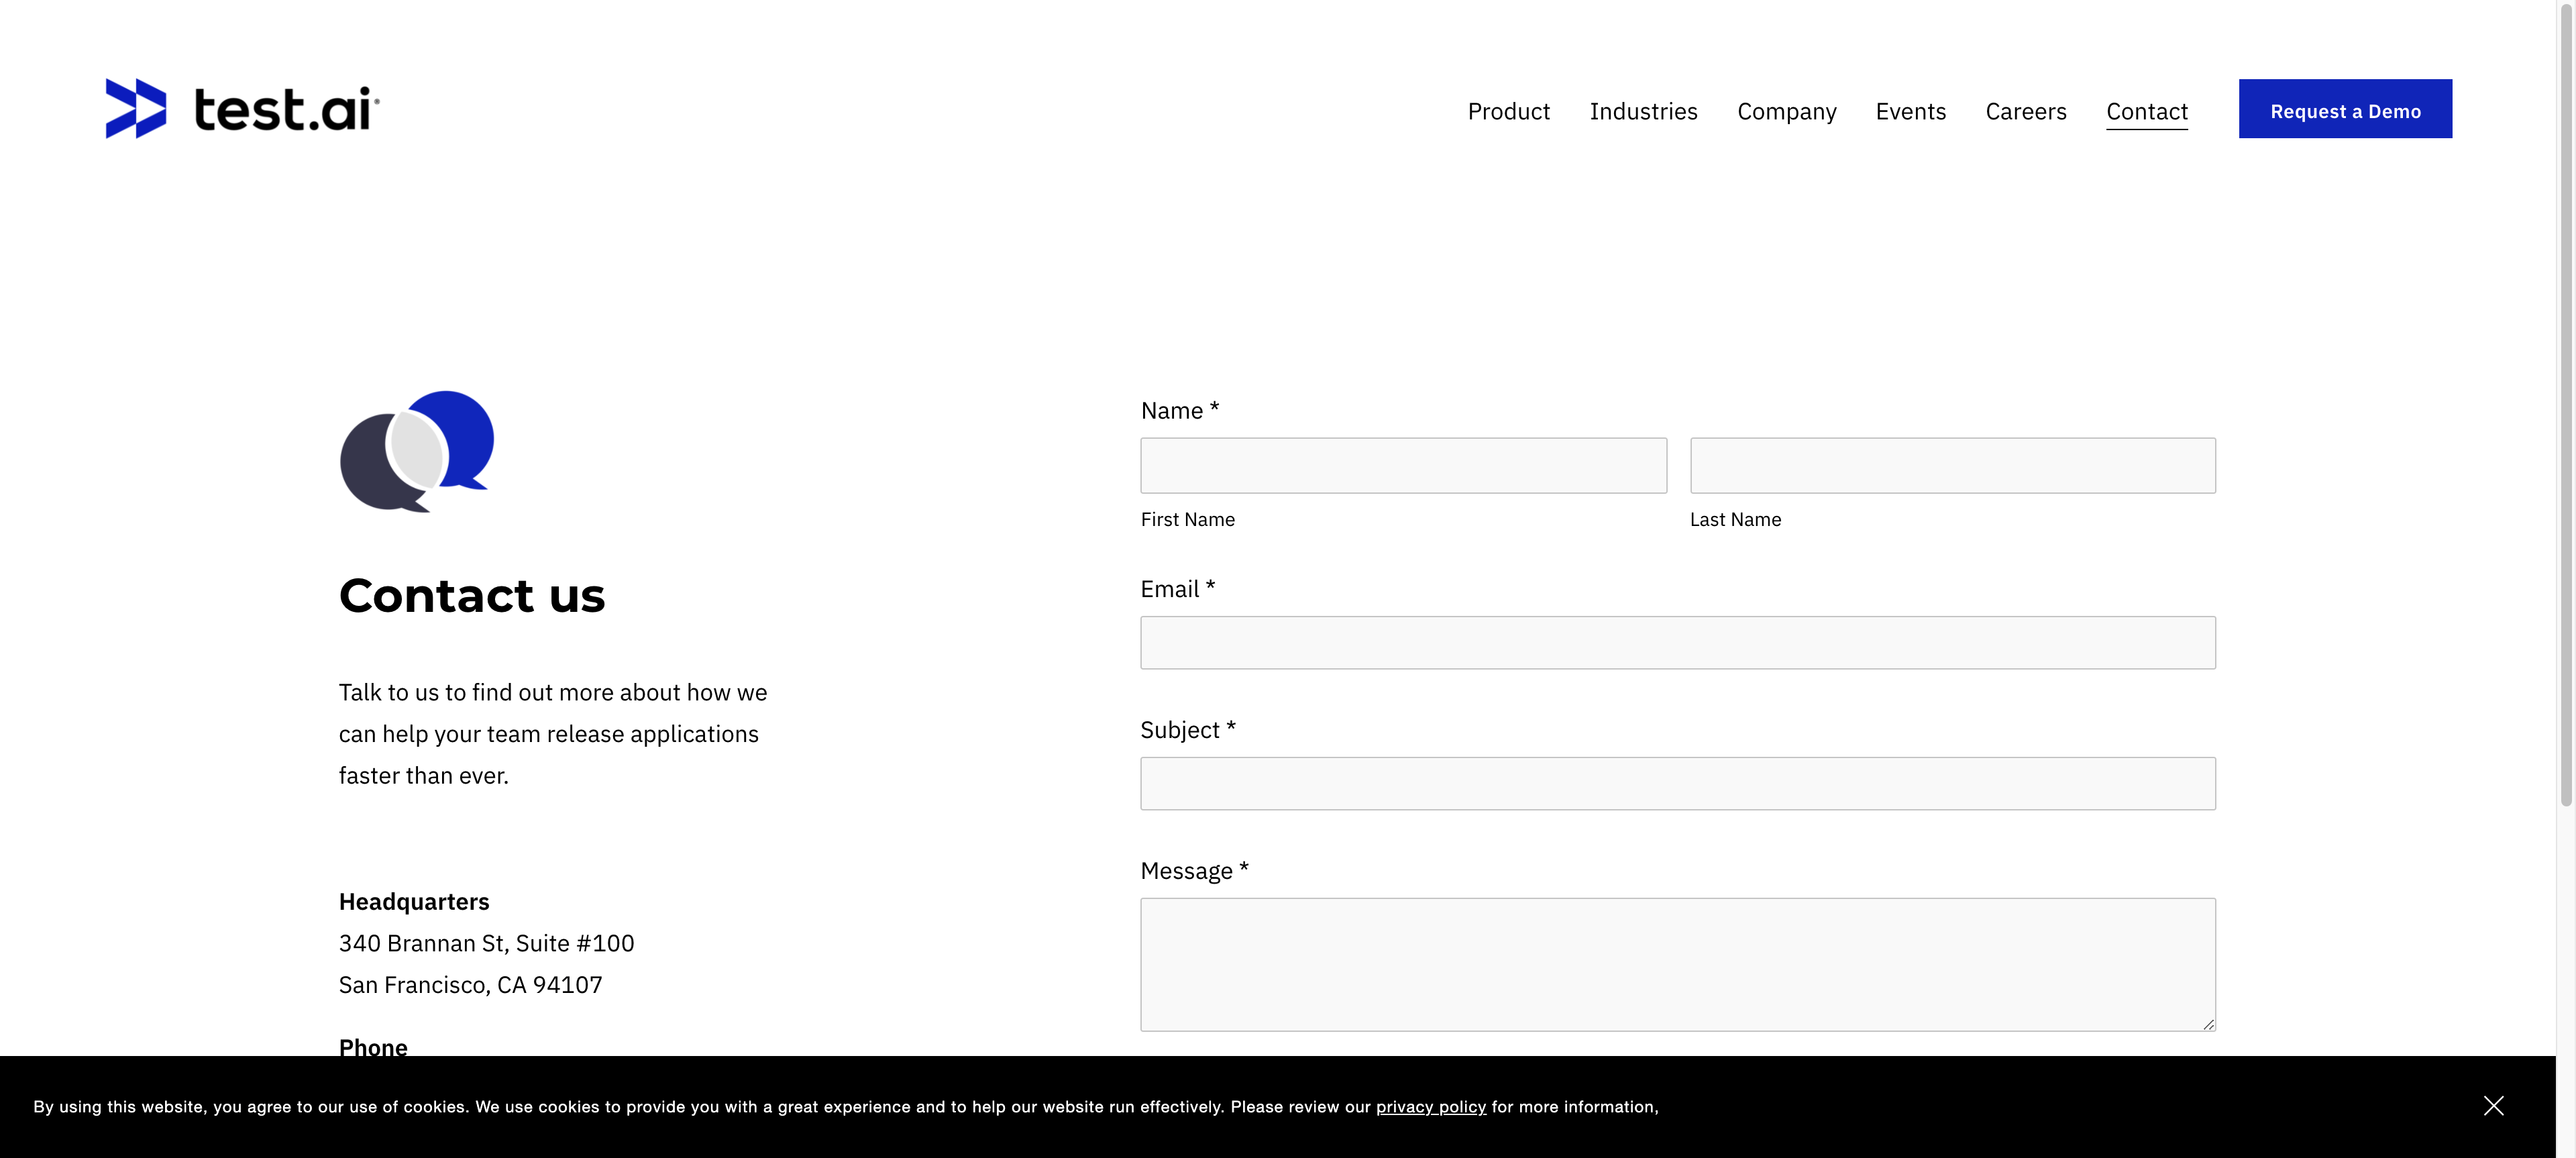 test.ai
Product Industries Company Events Careers Contact Request a Demo
Contact us
Talk to us to find out more about how we
can help your team release applications
faster than ever.
Headquarters
340 Brannan St, Suite #100
San Francisco, CA 94107
Phone
Name *
First Name Last Name
Email *
Subject *
Message *
By using this website, you agree to our use of cookies. We use cookies to provide you with a great experience and to help our website run effectively. Please review our privacy policy for more information,